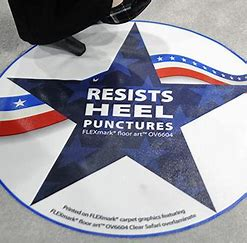 RESISTS
HEEL
PUNCTURES
FLEXmark® floor art™ OV6604
Printed on FLEXmark® carpet graphics featuring
FLEXmark® floor art™ OV6604 Clear Safari overlaminate